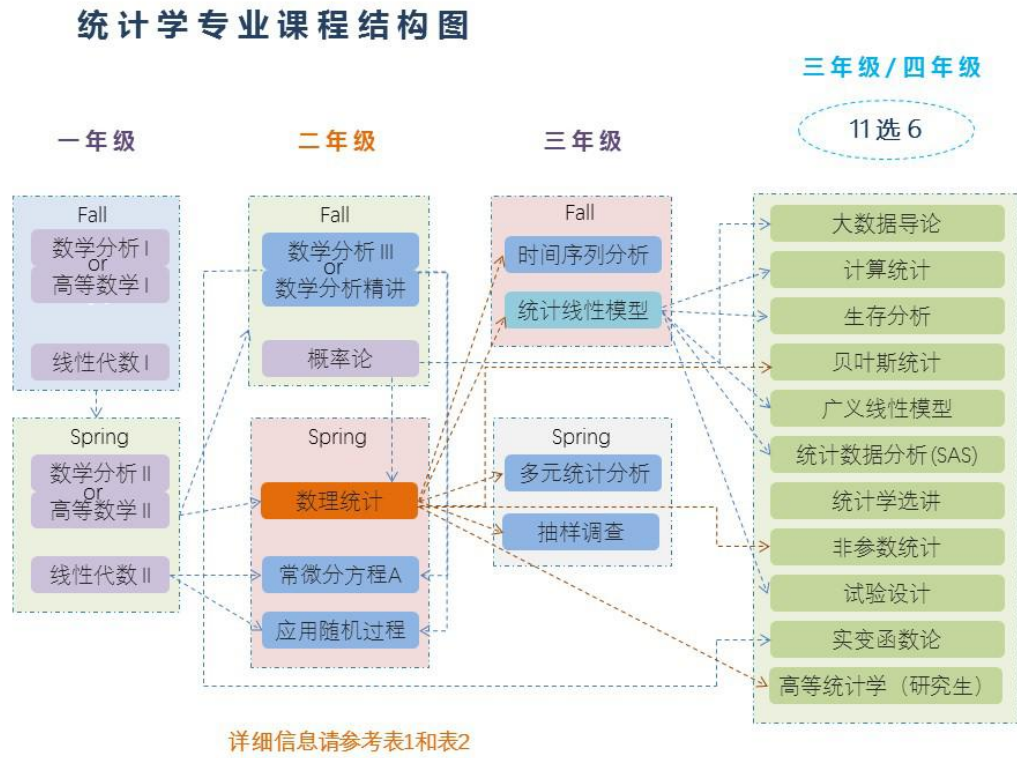 统计学专业课程结构图
三年级/四年级
11选6
一年级
二年级
三年级
Fall
数学分析 I
or
高等数学 I
线性代数 I
Spring
数学分析 II
or
高等数学 II
线性代数 II
Fall
数学分析 III
or
数学分析精讲
概率论
Spring
数理统计
常微分方程A
应用随机过程
Fall
时间序列分析
统计线性模型
Spring
多元统计分析
抽样调查
大数据导论
计算统计
生存分析
贝叶斯统计
广义线性模型
统计数据分析(SAS)
统计学选讲
非参数统计
试验设计
实变函数论
高等统计学（研究生）
详细信息请参考表1和表2